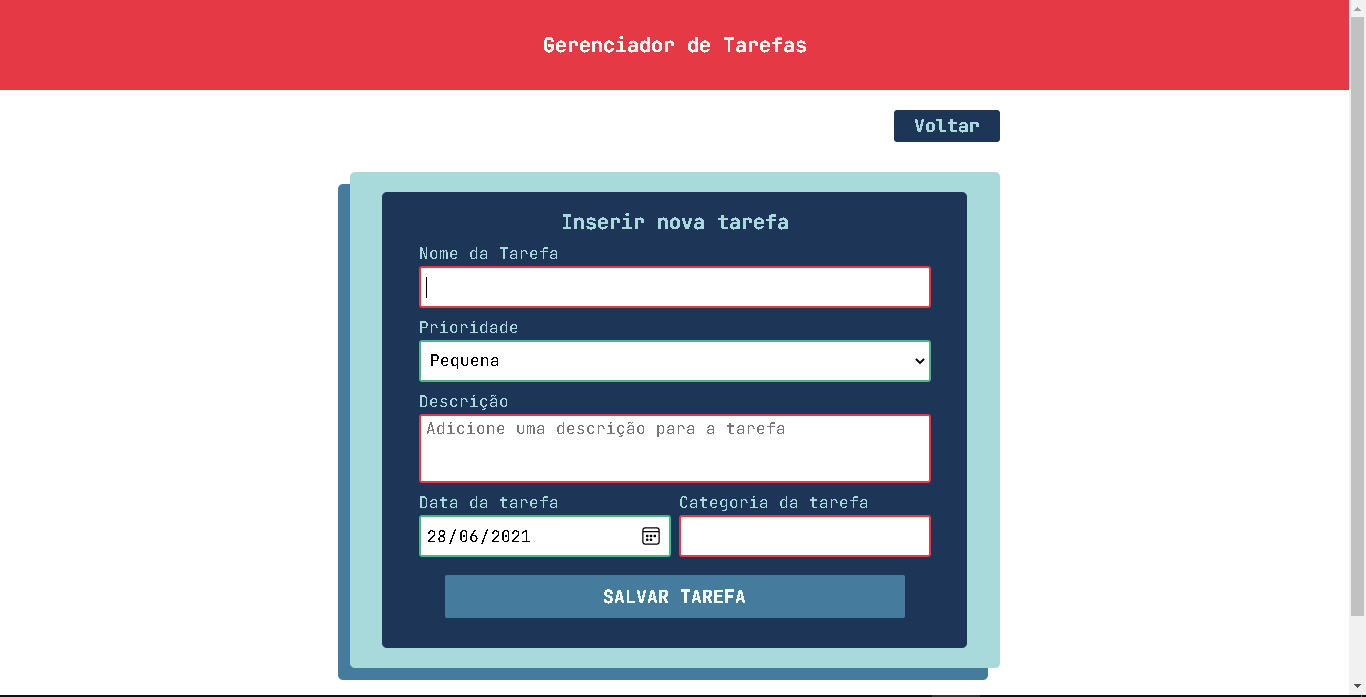 Gerenciador de Tarefas
Voltar
Inserir nova tarefa
Nome da Tarefa
Prioridade
Pequena
Descrição
Adicione uma descrição para a tarefa
Data da tarefa
Categoria da tarefa
28/06/2021
SALVAR TAREFA